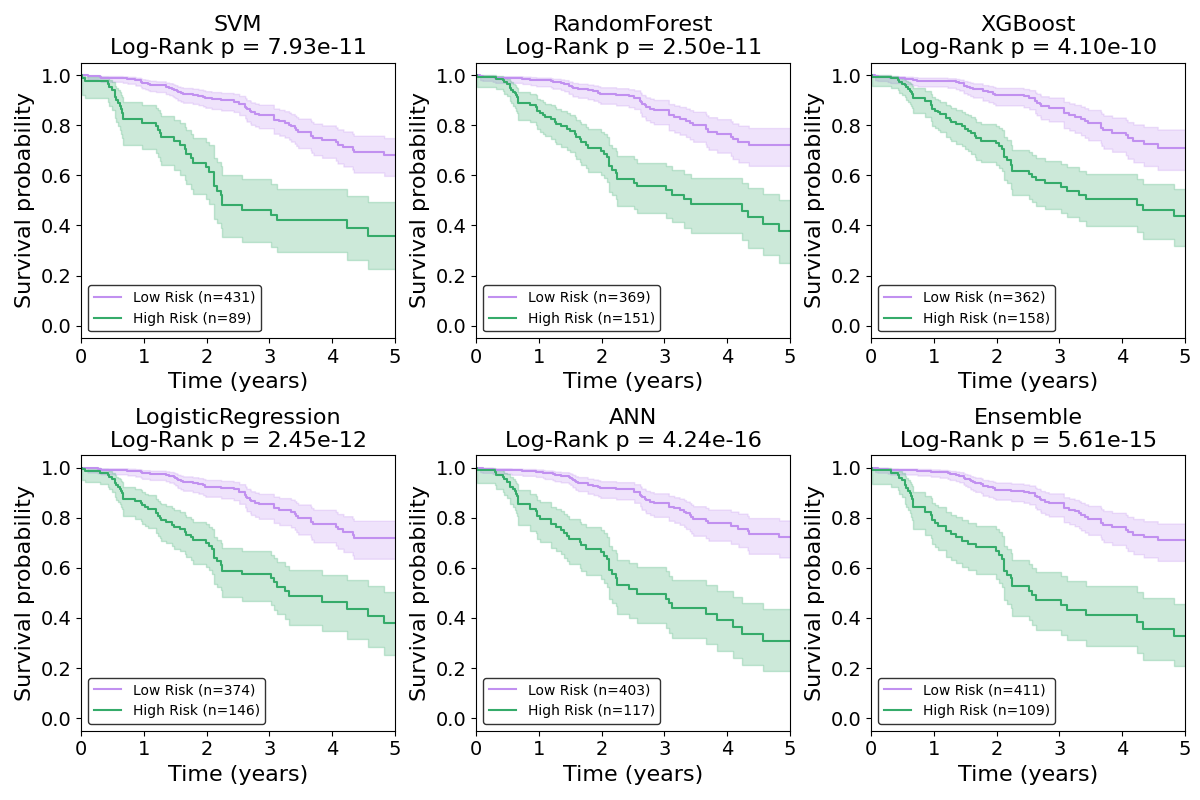 SVM
Log-Rank p = 7.93e-11
Survival probability
1.0
0.8
0.6
0.4
0.2
0.0
Low Risk (n=431)
High Risk (n=89)
0 1 2 3 4 5
Time (years)
RandomForest
Log-Rank p = 2.50e-11
Survival probability
1.0
0.8
0.6
0.4
0.2
0.0
Low Risk (n=369)
High Risk (n=151)
0 1 2 3 4 5
Time (years)
XGBoost
Log-Rank p = 4.10e-10
Survival probability
1.0
0.8
0.6
0.4
0.2
0.0
Low Risk (n=362)
High Risk (n=158)
0 1 2 3 4 5
Time (years)
LogisticRegression
Log-Rank p = 2.45e-12
Survival probability
1.0
0.8
0.6
0.4
0.2
0.0
Low Risk (n=374)
High Risk (n=146)
0 1 2 3 4 5
Time (years)
ANN
Log-Rank p = 4.24e-16
Survival probability
1.0
0.8
0.6
0.4
0.2
0.0
Low Risk (n=403)
High Risk (n=117)
0 1 2 3 4 5
Time (years)
Ensemble
Log-Rank p = 5.61e-15
Survival probability
1.0
0.8
0.6
0.4
0.2
0.0
Low Risk (n=411)
High Risk (n=109)
0 1 2 3 4 5
Time (years)